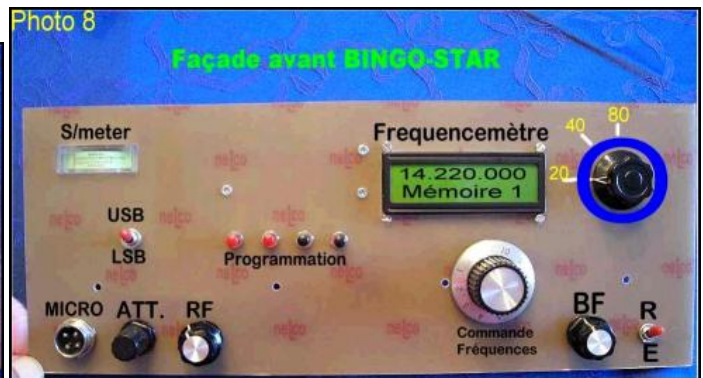 Photo 8
Façade avant BINGO-STAR
S/meter
Frequencemètre
40 80
14.220.000
20
Mémoire 1
USB
LSB
Programmation
MICRO ATT. RF
Commande
Fréquences
BF R
E
nelco